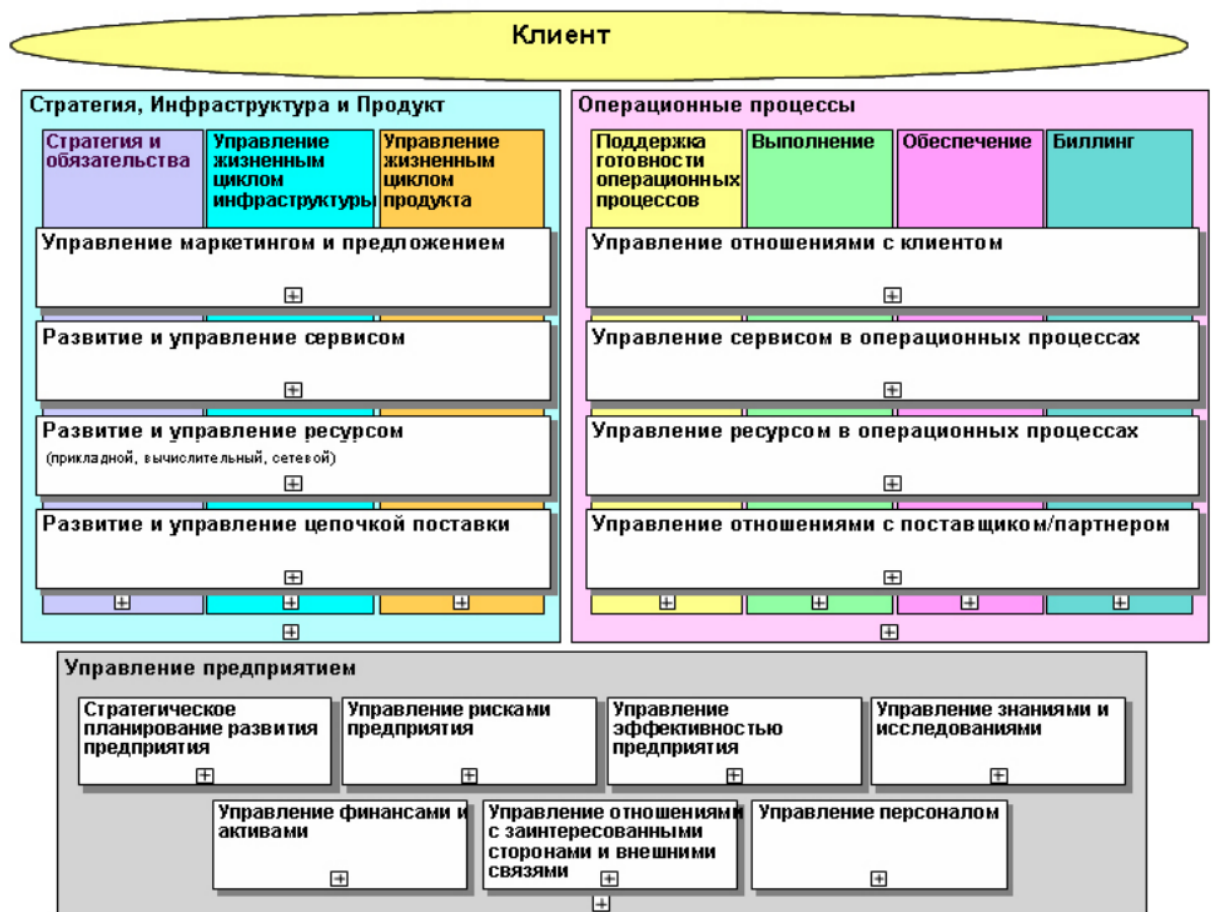 Клиент
Стратегия, Инфраструктура и Продукт
Стратегия и
обязательства
Управление
жизненным
циклом
инфраструктуры
Управление
жизненным
циклом
продукта
Управление маркетингом и предложением
Развитие и управление сервисом
Развитие и управление ресурсом
(прикладной, вычислительный, сетевой)
Развитие и управление цепочкой поставки
Операционные процессы
Поддержка
готовности
операционных
процессов
Выполнение
Обеспечение
Биллинг
Управление отношениями с клиентом
Управление сервисом в операционных процессах
Управление ресурсом в операционных процессах
Управление отношениями с поставщиком/партнером
Управление предприятием
Стратегическое
планирование развития
предприятия
Управление рисками
предприятия
Управление
эффективностью
предприятия
Управление знаниями и
исследованиями
Управление финансами и
активами
Управление отношениями
с заинтересованными
сторонами и внешними
связями
Управление персоналом